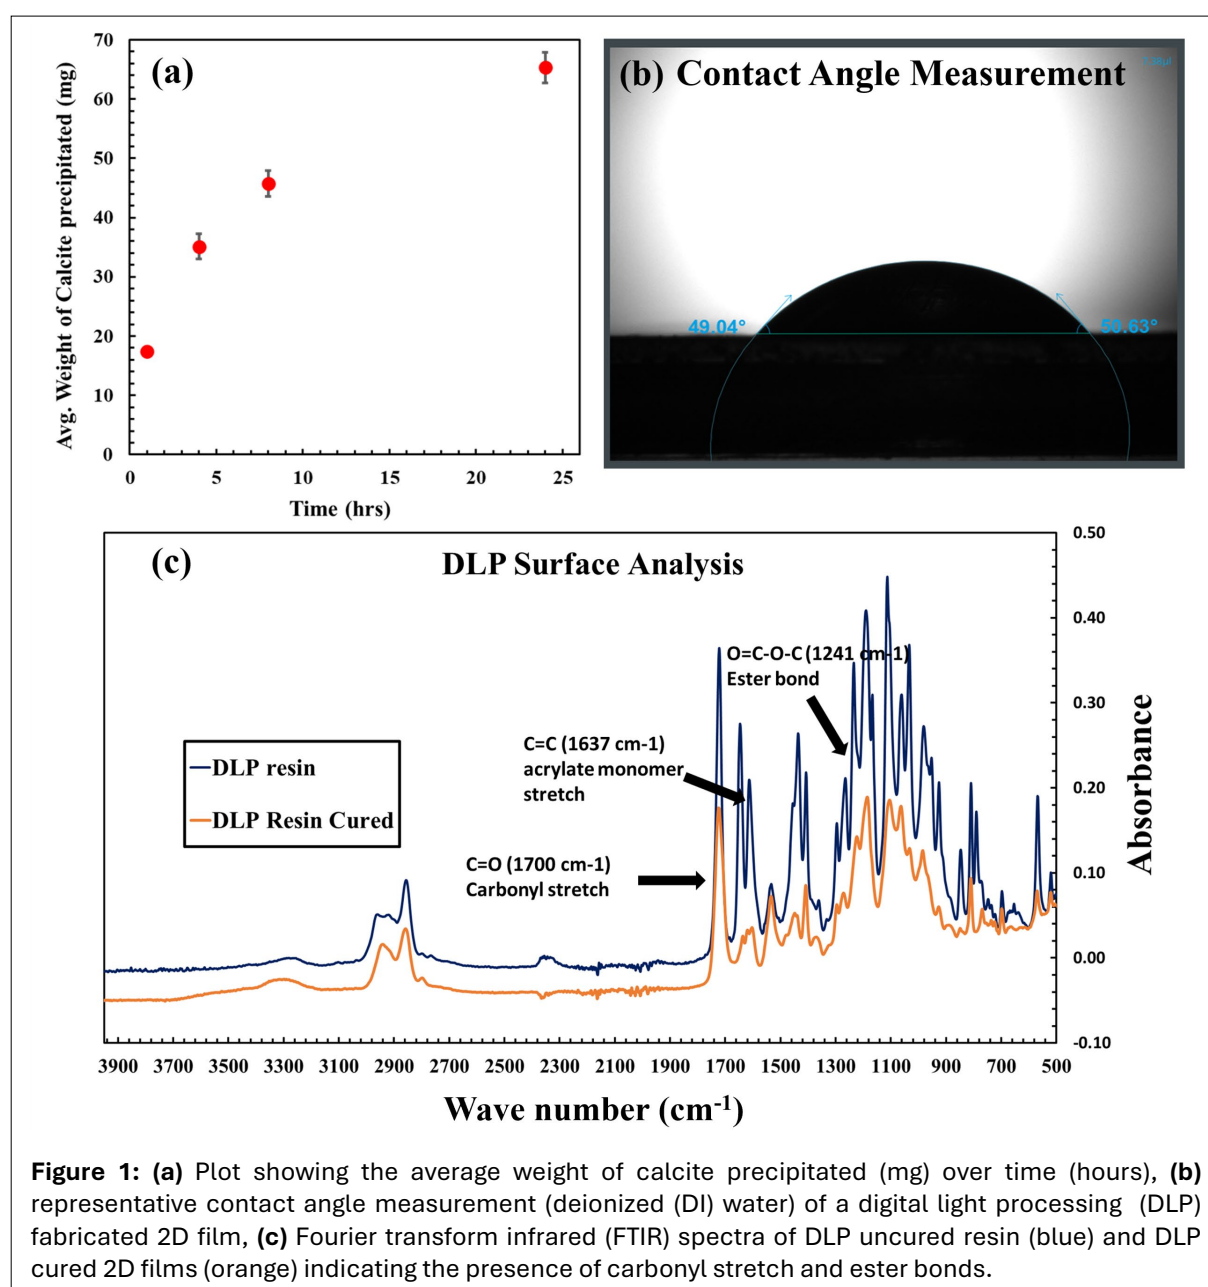 (a)
Avg. Weight of Calcite precipitated (mg)
70
60
50
40
30
20
10
0
0 5 10 15 20 25
Time (hrs)
(b) Contact Angle Measurement
49.04°
50.63°
(c)
DLP Surface Analysis
O=C-O-C (1241 cm-1)
Ester bond
C=C (1637 cm-1)
acrylate monomer
stretch
C=O (1700 cm-1)
Carbonyl stretch
DLP resin
DLP Resin Cured
0.50
0.40
0.30
0.20
0.10
0.00
-0.10
Absorbance
3900 3700 3500 3300 3100 2900 2700 2500 2300 2100 1900 1700 1500 1300 1100 900 700 500
Wave number (cm-1)
Figure 1: (a) Plot showing the average weight of calcite precipitated (mg) over time (hours), (b)
representative contact angle measurement (deionized (DI) water) of a digital light processing (DLP)
fabricated 2D film, (c) Fourier transform infrared (FTIR) spectra of DLP uncured resin (blue) and DLP
cured 2D films (orange) indicating the presence of carbonyl stretch and ester bonds.